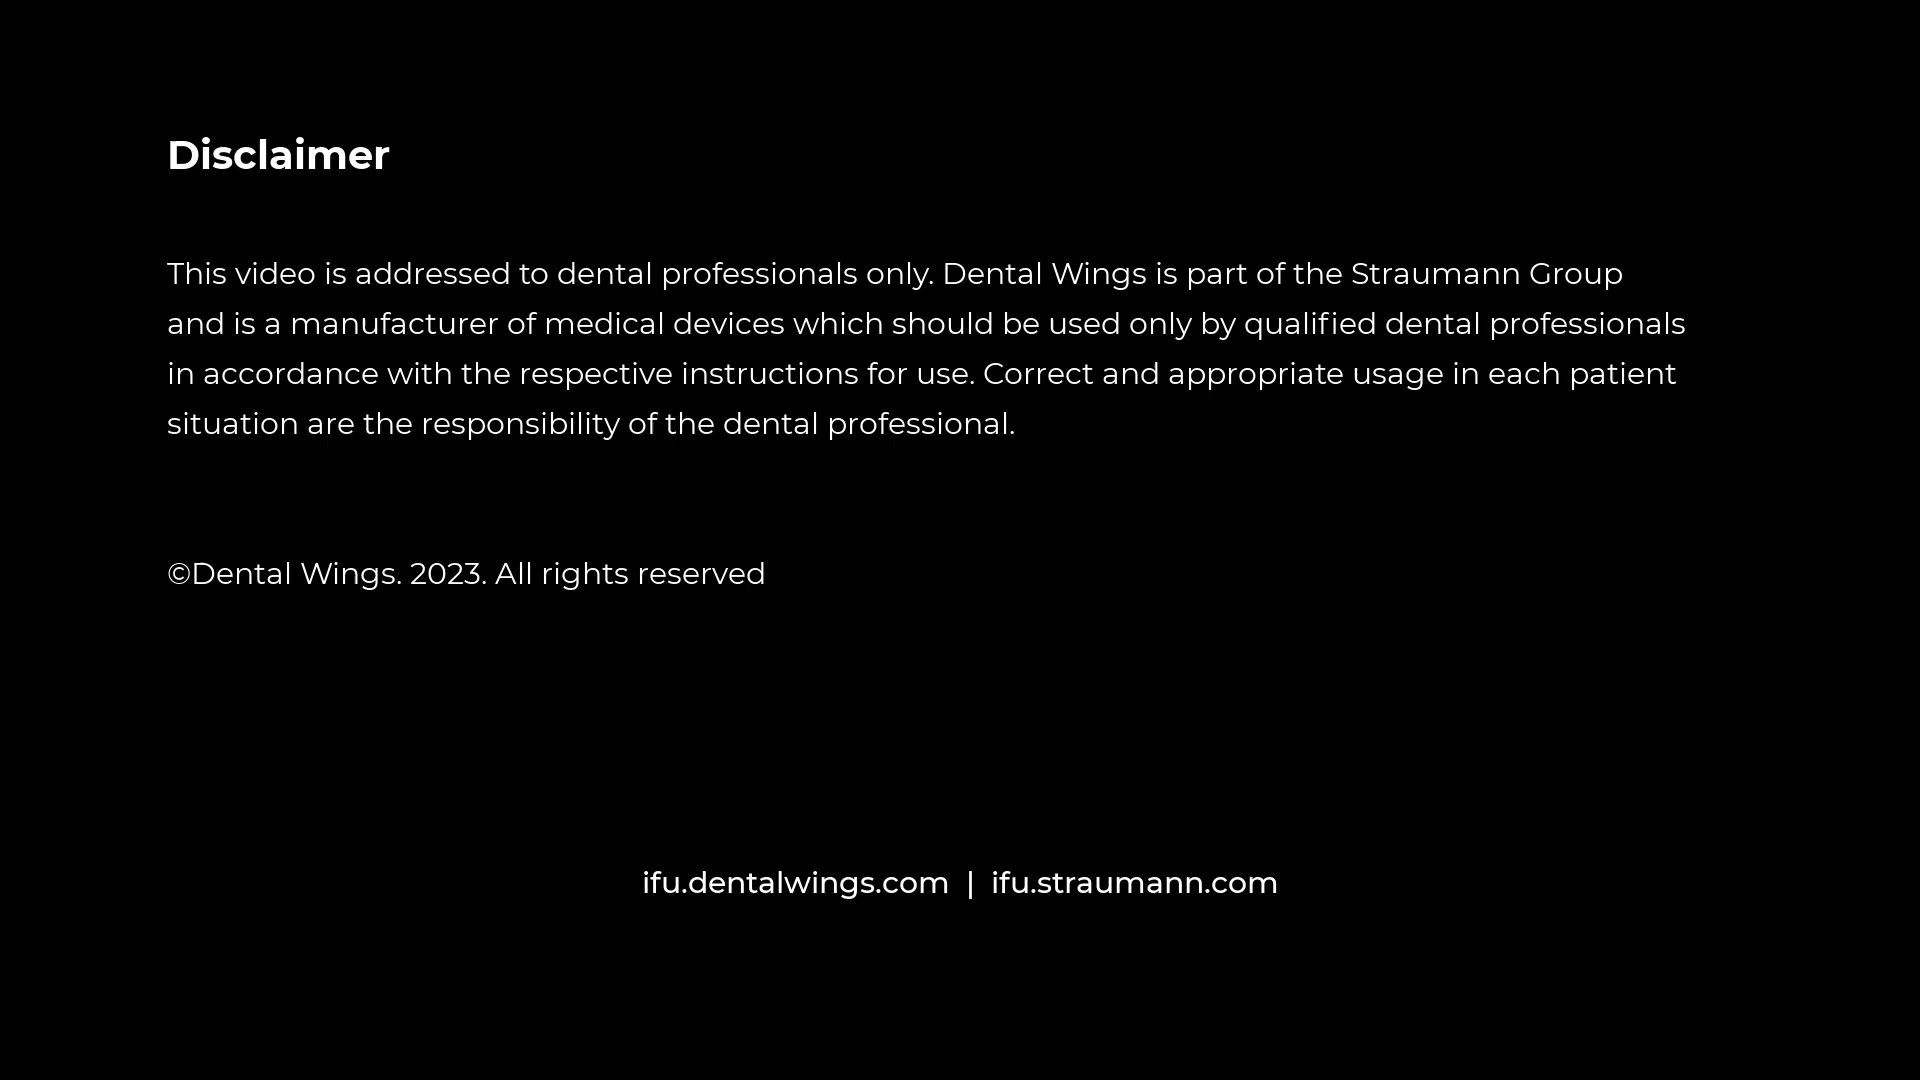 Disclaimer
This video is addressed to dental professionals only. Dental Wings is part of the Straumann Group
and is a manufacturer of medical devices which should be used only by qualified dental professionals
in accordance with the respective instructions for use. Correct and appropriate usage in each patient
situation are the responsibility of the dental professional.
©Dental Wings. 2023. All rights reserved
ifu.dentalwings.com | ifu.straumann.com